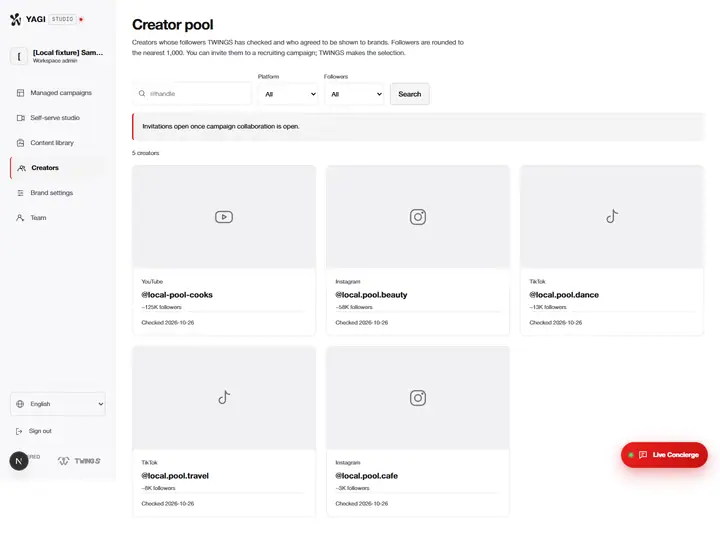 YAGI STUDIO
[Local fixture] Sam...
Workspace admin
Managed campaigns
Self-serve studio
Content library
Creators
Brand settings
Team
English
Sign out
N
TWINGS
Creator pool
Creators whose followers TWINGS has checked and who agreed to be shown to brands. Followers are rounded to
the nearest 1,000. You can invite them to a recruiting campaign; TWINGS makes the selection.
Platform
Followers
@handle
All
All
Search
Invitations open once campaign collaboration is open.
5 creators
YouTube
@local-pool-cooks
~125K followers
Checked 2026-10-26
Instagram
@local.pool.beauty
~58K followers
Checked 2026-10-26
TikTok
@local.pool.dance
~13K followers
Checked 2026-10-26
TikTok
@local.pool.travel
~8K followers
Checked 2026-10-26
Instagram
@local.pool.cafe
~3K followers
Checked 2026-10-26
Live Concierge